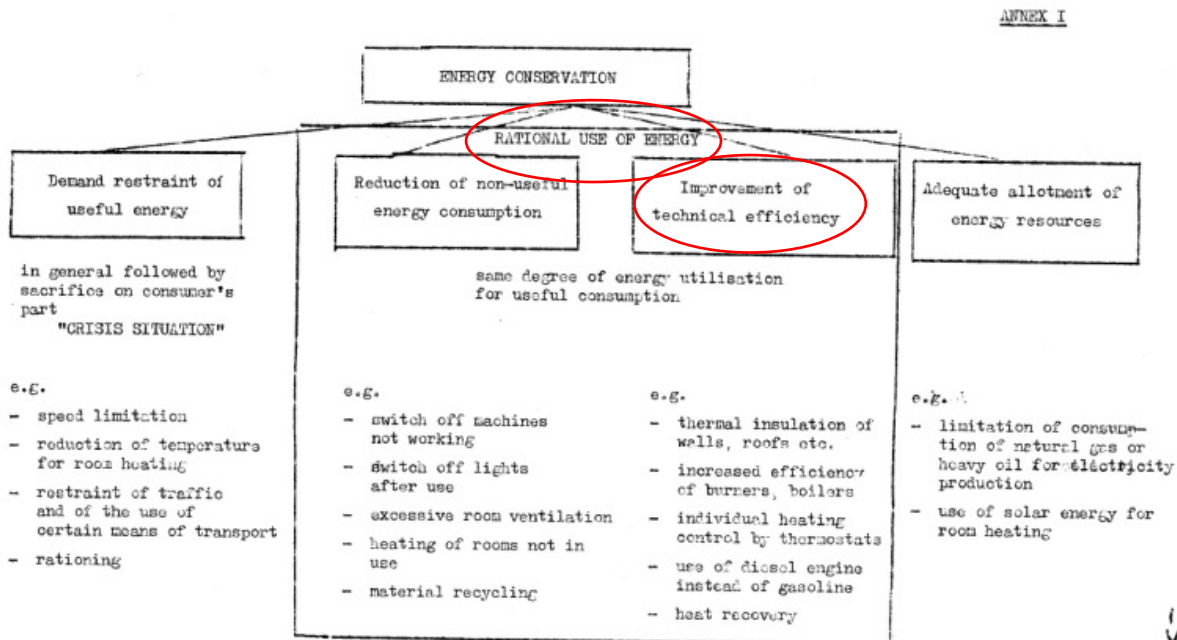 ANNEX I
ENERGY CONSERVATION
RATIONAL USE OF ENERGY
Demand restraint of
useful energy
in general followed by
sacrifice on consumer's
part
"CRISIS SITUATION"
e.g.
- speed limitation
- reduction of temperature
for room heating
- restraint of traffic
and of the use of
certain means of transport
- rationing
Reduction of non-useful
energy consumption
Improvement of
technical efficiency
same degree of energy utilisation
for useful consumption
e.g.
- switch off machines
not working
- switch off lights
after use
- excessive room ventilation
- heating of rooms not in
use
- material recycling
e.g.
- thermal insulation of
walls, roofs etc.
- increased efficiency
of burners, boilers
- individual heating
control by thermostats
- use of diesel engine
instead of gasoline
- heat recovery
Adequate allotment of
energy resources
e.g.
- limitation of consump-
tion of natural gas or
heavy oil for electricity
production
- use of solar energy for
room heating